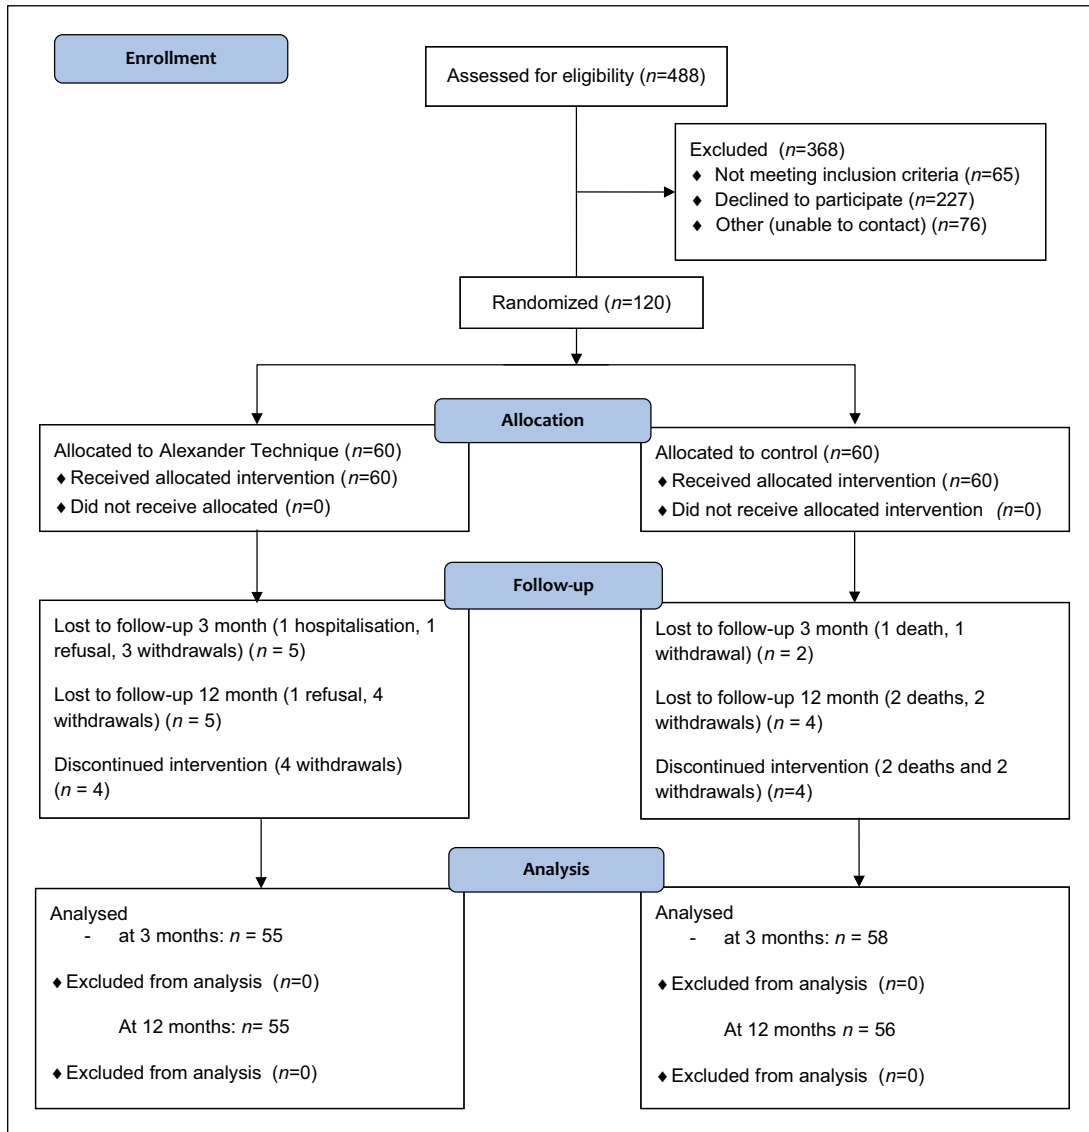 Enrollment
Assessed for eligibility (n=488)
Excluded (n=368)
♦ Not meeting inclusion criteria (n=65)
♦ Declined to participate (n=227)
♦ Other (unable to contact) (n=76)
Randomized (n=120)
Allocation
Allocated to Alexander Technique (n=60)
♦ Received allocated intervention (n=60)
♦ Did not receive allocated (n=0)
Allocated to control (n=60)
♦ Received allocated intervention (n=60)
♦ Did not receive allocated intervention (n=0)
Follow-up
Lost to follow-up 3 month (1 hospitalisation, 1
refusal, 3 withdrawals) (n = 5)
Lost to follow-up 12 month (1 refusal, 4
withdrawals) (n = 5)
Discontinued intervention (4 withdrawals)
(n = 4)
Lost to follow-up 3 month (1 death, 1
withdrawal) (n = 2)
Lost to follow-up 12 month (2 deaths, 2
withdrawals) (n = 4)
Discontinued intervention (2 deaths and 2
withdrawals) (n=4)
Analysis
Analysed
- at 3 months: n = 55
♦ Excluded from analysis (n=0)
At 12 months: n= 55
♦ Excluded from analysis (n=0)
Analysed
- at 3 months: n = 58
♦ Excluded from analysis (n=0)
At 12 months n = 56
♦ Excluded from analysis (n=0)